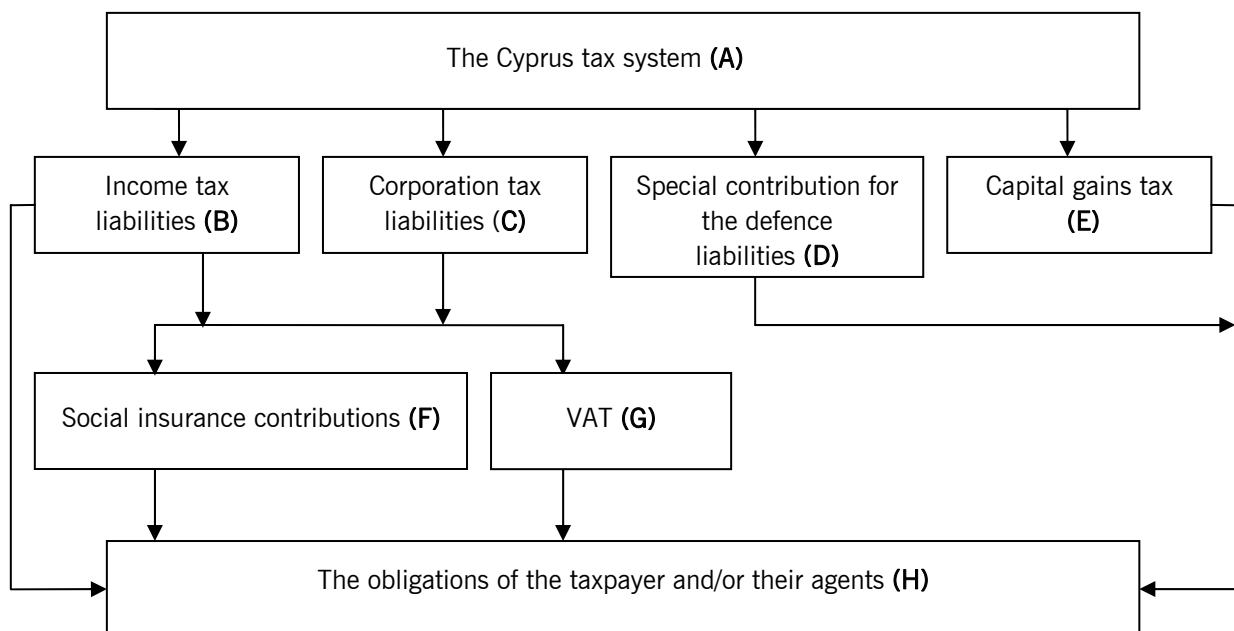 The Cyprus tax system (A)
Income tax
liabilities (B)
Corporation tax
liabilities (C)
Special contribution for
the defence
liabilities (D)
Capital gains tax
(E)
Social insurance contributions (F)
VAT (G)
The obligations of the taxpayer and/or their agents (H)